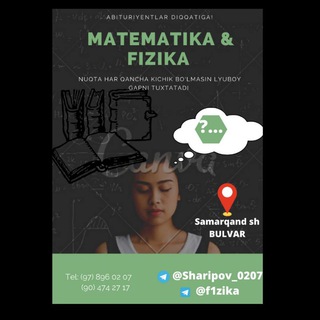 ABITURIYENTLAR DIQQATIGA!
MATEMATIKA &
FIZIKA
NUQTA HAR QANCHA KICHIK BO'LMASIN LYUBOY
GAPNI TUXTATADI
?...
Canva
Samarqand sh
BULVAR
Tel: (97) 896 02 07
(90) 474 27 17
@Sharipov_0207
@f1zika